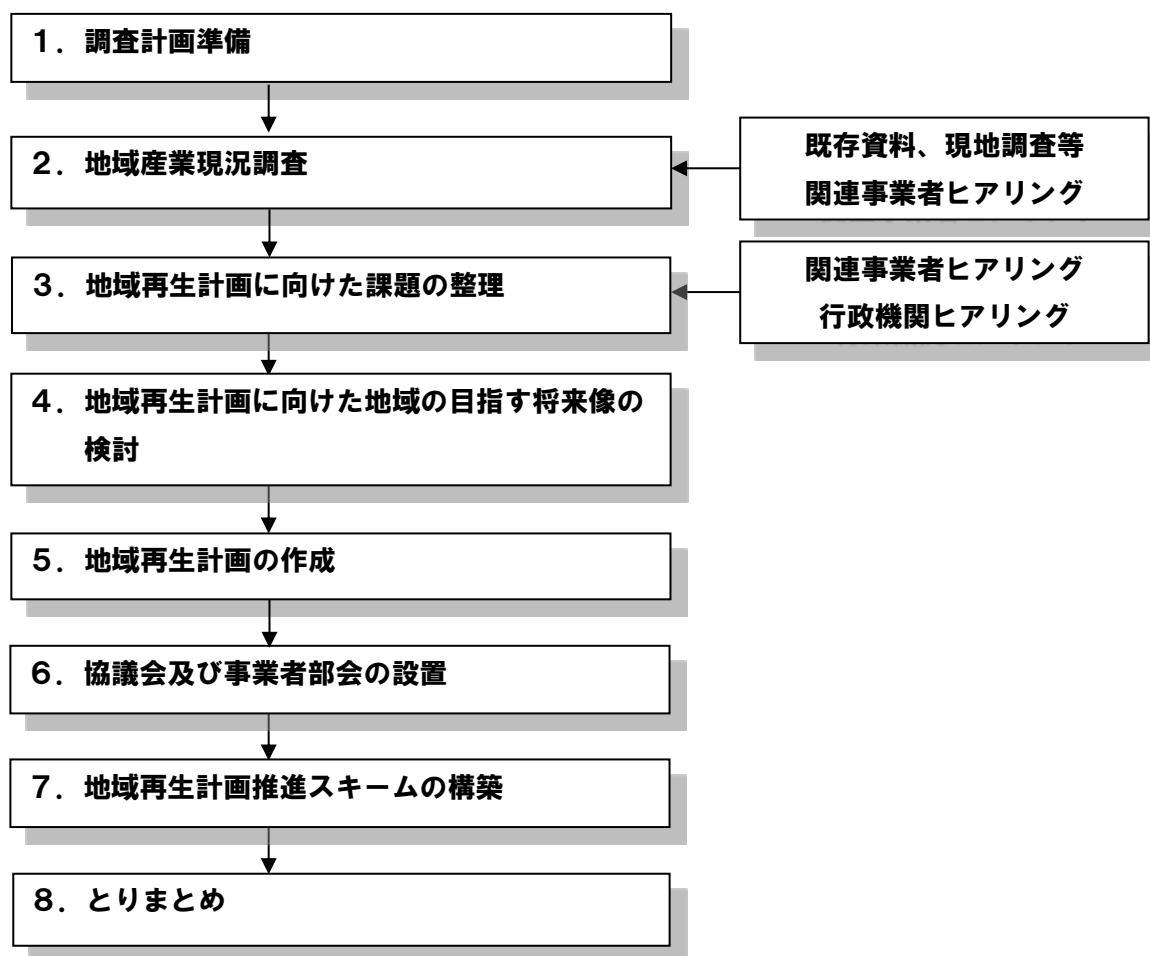 １．調査計画準備
２．地域産業現況調査
既存資料、現地調査等
関連事業者ヒアリング
３．地域再生計画に向けた課題の整理
関連事業者ヒアリング
行政機関ヒアリング
４．地域再生計画に向けた地域の目指す将来像の
検討
５．地域再生計画の作成
６．協議会及び事業者部会の設置
７．地域再生計画推進スキームの構築
８．とりまとめ